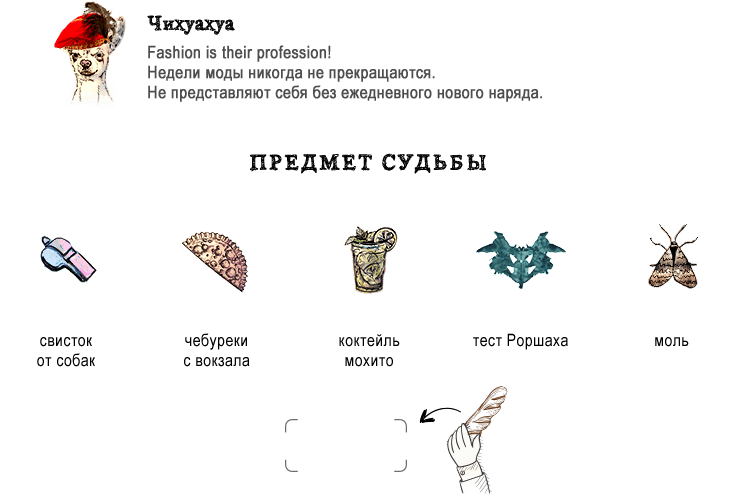 Чихуахуа
Fashion is their profession!
Недели моды никогда не прекращаются.
Не представляют себя без ежедневного нового наряда.
ПРЕДМЕТ СУДЬБЫ
свисток
от собак
чебуреки
с вокзала
коктейль
мохито
тест Роршаха
моль